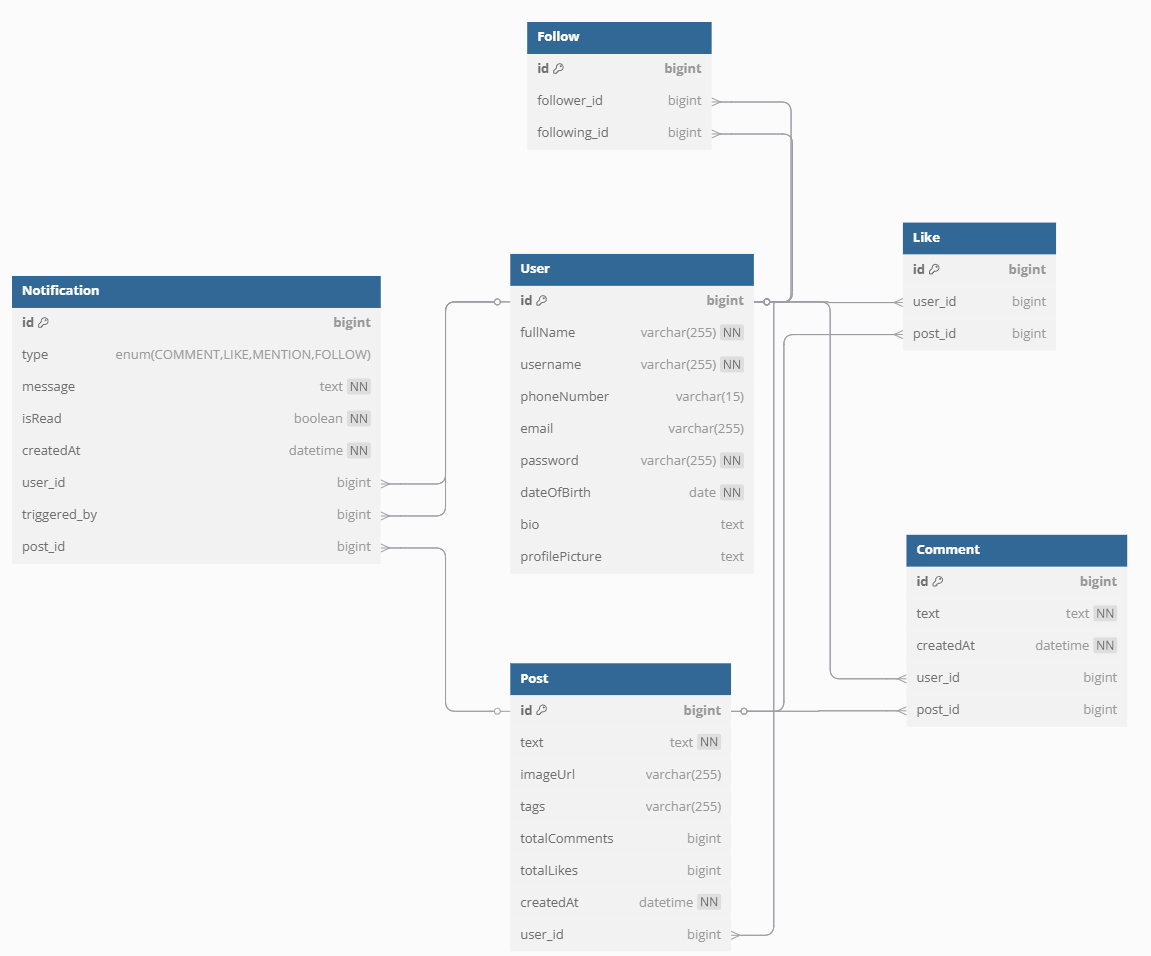 Follow
id bigint
follower_id bigint
following_id bigint
Like
id bigint
user_id bigint
post_id bigint
User
id bigint
fullName varchar(255) NN
username varchar(255) NN
phoneNumber varchar(15)
email varchar(255)
password varchar(255) NN
dateOfBirth date NN
bio text
profilePicture text
Notification
id bigint
type enum(COMMENT,LIKE,MENTION,FOLLOW)
message text NN
isRead boolean NN
createdAt datetime NN
user_id bigint
triggered_by bigint
post_id bigint
Comment
id bigint
text text NN
createdAt datetime NN
user_id bigint
post_id bigint
Post
id bigint
text text NN
imageUrl varchar(255)
tags varchar(255)
totalComments bigint
totalLikes bigint
createdAt datetime NN
user_id bigint